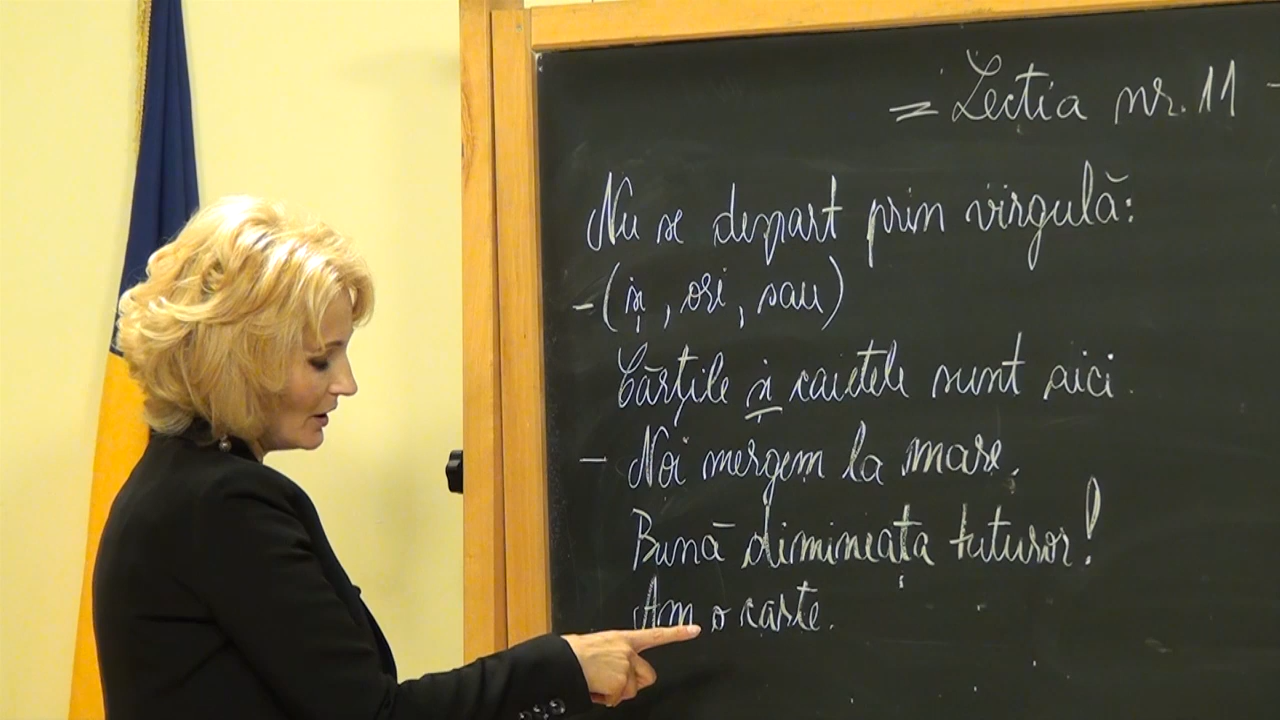 = Lecția nr. 11 -
Nu se despart prin virgulă:
- (și, ori, sau)
Cărțile și caietele sunt aici.
- Noi mergem la mare.
Bună dimineața tuturor!
Am o carte.